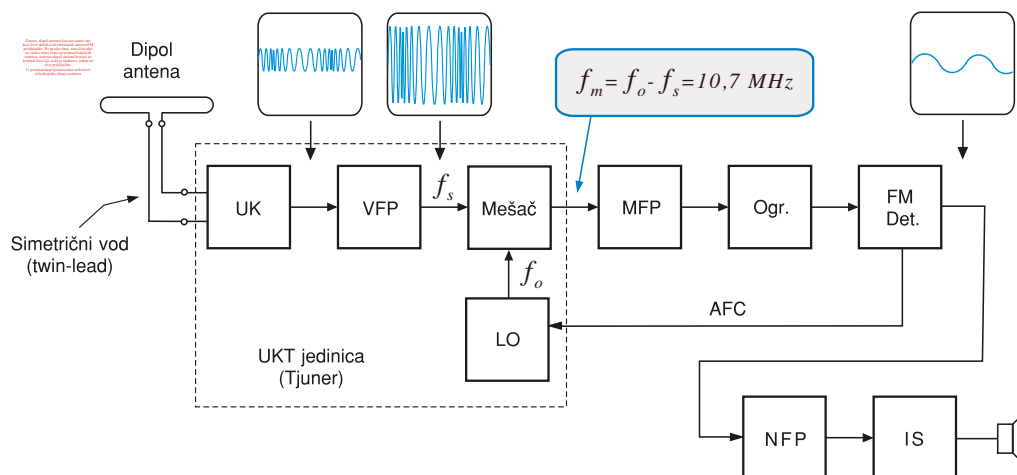 Dipol
antena
f_m = f_o - f_s = 10,7 MHz
UK
VFP
f_s
Mešač
MFP
Ogr.
FM
Det.
Simetrični vod
(twin-lead)
f_o
LO
AFC
UKT jedinica
(Tjuner)
NFP
IS